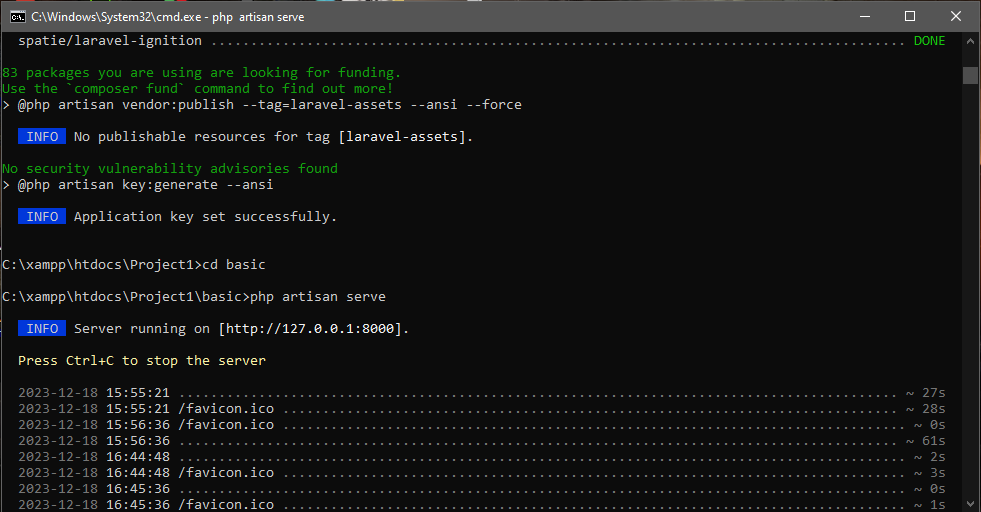 C:\Windows\System32\cmd.exe - php  artisan serve
spatie/laravel-ignition .................................................................................. DONE
83 packages you are using are looking for funding.
Use the `composer fund` command to find out more!
> @php artisan vendor:publish --tag=laravel-assets --ansi --force
INFO  No publishable resources for tag [laravel-assets].
No security vulnerability advisories found
> @php artisan key:generate --ansi
INFO  Application key set successfully.
C:\xampp\htdocs\Project1>cd basic
C:\xampp\htdocs\Project1\basic>php artisan serve
INFO  Server running on [http://127.0.0.1:8000].
Press Ctrl+C to stop the server
2023-12-18 15:55:21 .......................................................................................... ~ 27s
2023-12-18 15:55:21 /favicon.ico ............................................................................. ~ 28s
2023-12-18 15:56:36 /favicon.ico .............................................................................. ~ 0s
2023-12-18 15:56:36 .......................................................................................... ~ 61s
2023-12-18 16:44:48 ........................................................................................... ~ 2s
2023-12-18 16:44:48 /favicon.ico .............................................................................. ~ 3s
2023-12-18 16:45:36 ........................................................................................... ~ 0s
2023-12-18 16:45:36 /favicon.ico .............................................................................. ~ 1s